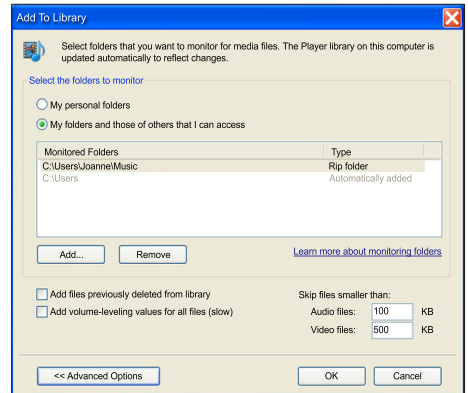 Add To Library
Select folders that you want to monitor for media files. The Player library on this computer is
updated automatically to reflect changes.
Select the folders to monitor
My personal folders
My folders and those of others that I can access
Monitored Folders Type
C:\Users\Joanne\Music Rip folder
C:\Users Automatically added
Add... Remove Learn more about monitoring folders
Add files previously deleted from library Skip files smaller than:
Add volume-leveling values for all files (slow) Audio files: 100 KB
Video files: 500 KB
<< Advanced Options OK Cancel